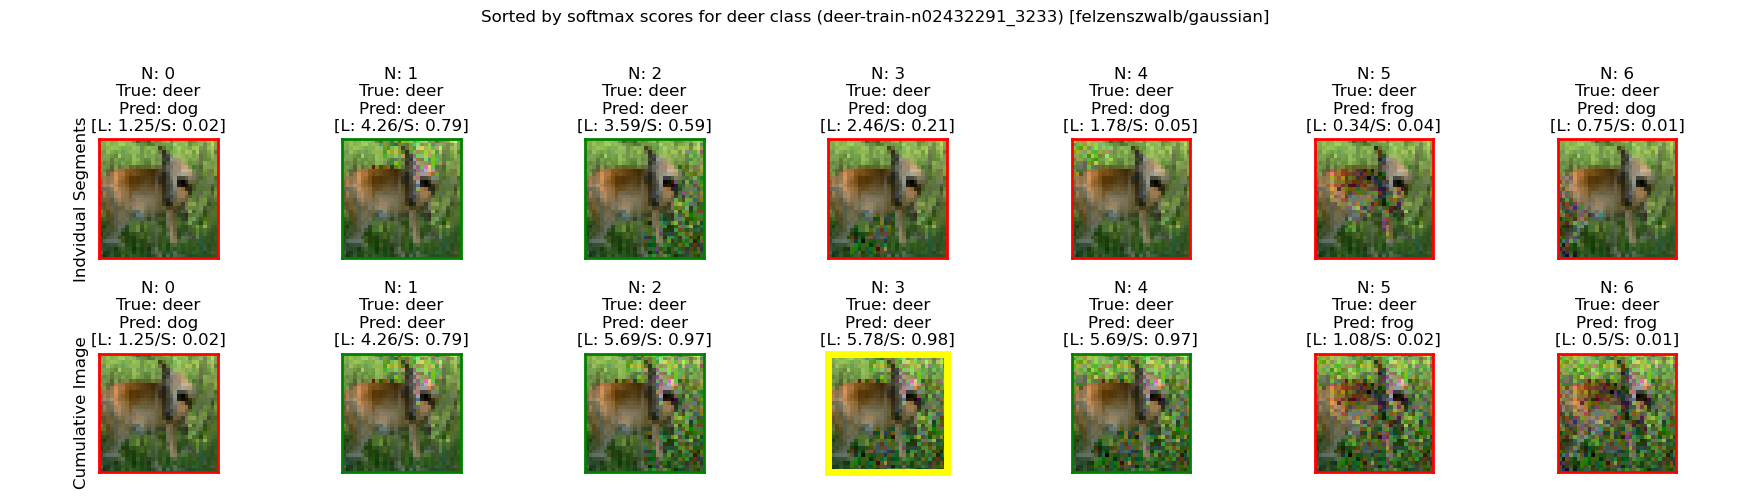 Sorted by softmax scores for deer class (deer-train-n02432291_3233) [felzenszwalb/gaussian]
Indvidual Segments
N: 0
True: deer
Pred: dog
[L: 1.25/S: 0.02]
N: 1
True: deer
Pred: deer
[L: 4.26/S: 0.79]
N: 2
True: deer
Pred: deer
[L: 3.59/S: 0.59]
N: 3
True: deer
Pred: dog
[L: 2.46/S: 0.21]
N: 4
True: deer
Pred: dog
[L: 1.78/S: 0.05]
N: 5
True: deer
Pred: frog
[L: 0.34/S: 0.04]
N: 6
True: deer
Pred: dog
[L: 0.75/S: 0.01]
Cumulative Image
N: 0
True: deer
Pred: dog
[L: 1.25/S: 0.02]
N: 1
True: deer
Pred: deer
[L: 4.26/S: 0.79]
N: 2
True: deer
Pred: deer
[L: 5.69/S: 0.97]
N: 3
True: deer
Pred: deer
[L: 5.78/S: 0.98]
N: 4
True: deer
Pred: deer
[L: 5.69/S: 0.97]
N: 5
True: deer
Pred: frog
[L: 1.08/S: 0.02]
N: 6
True: deer
Pred: frog
[L: 0.5/S: 0.01]